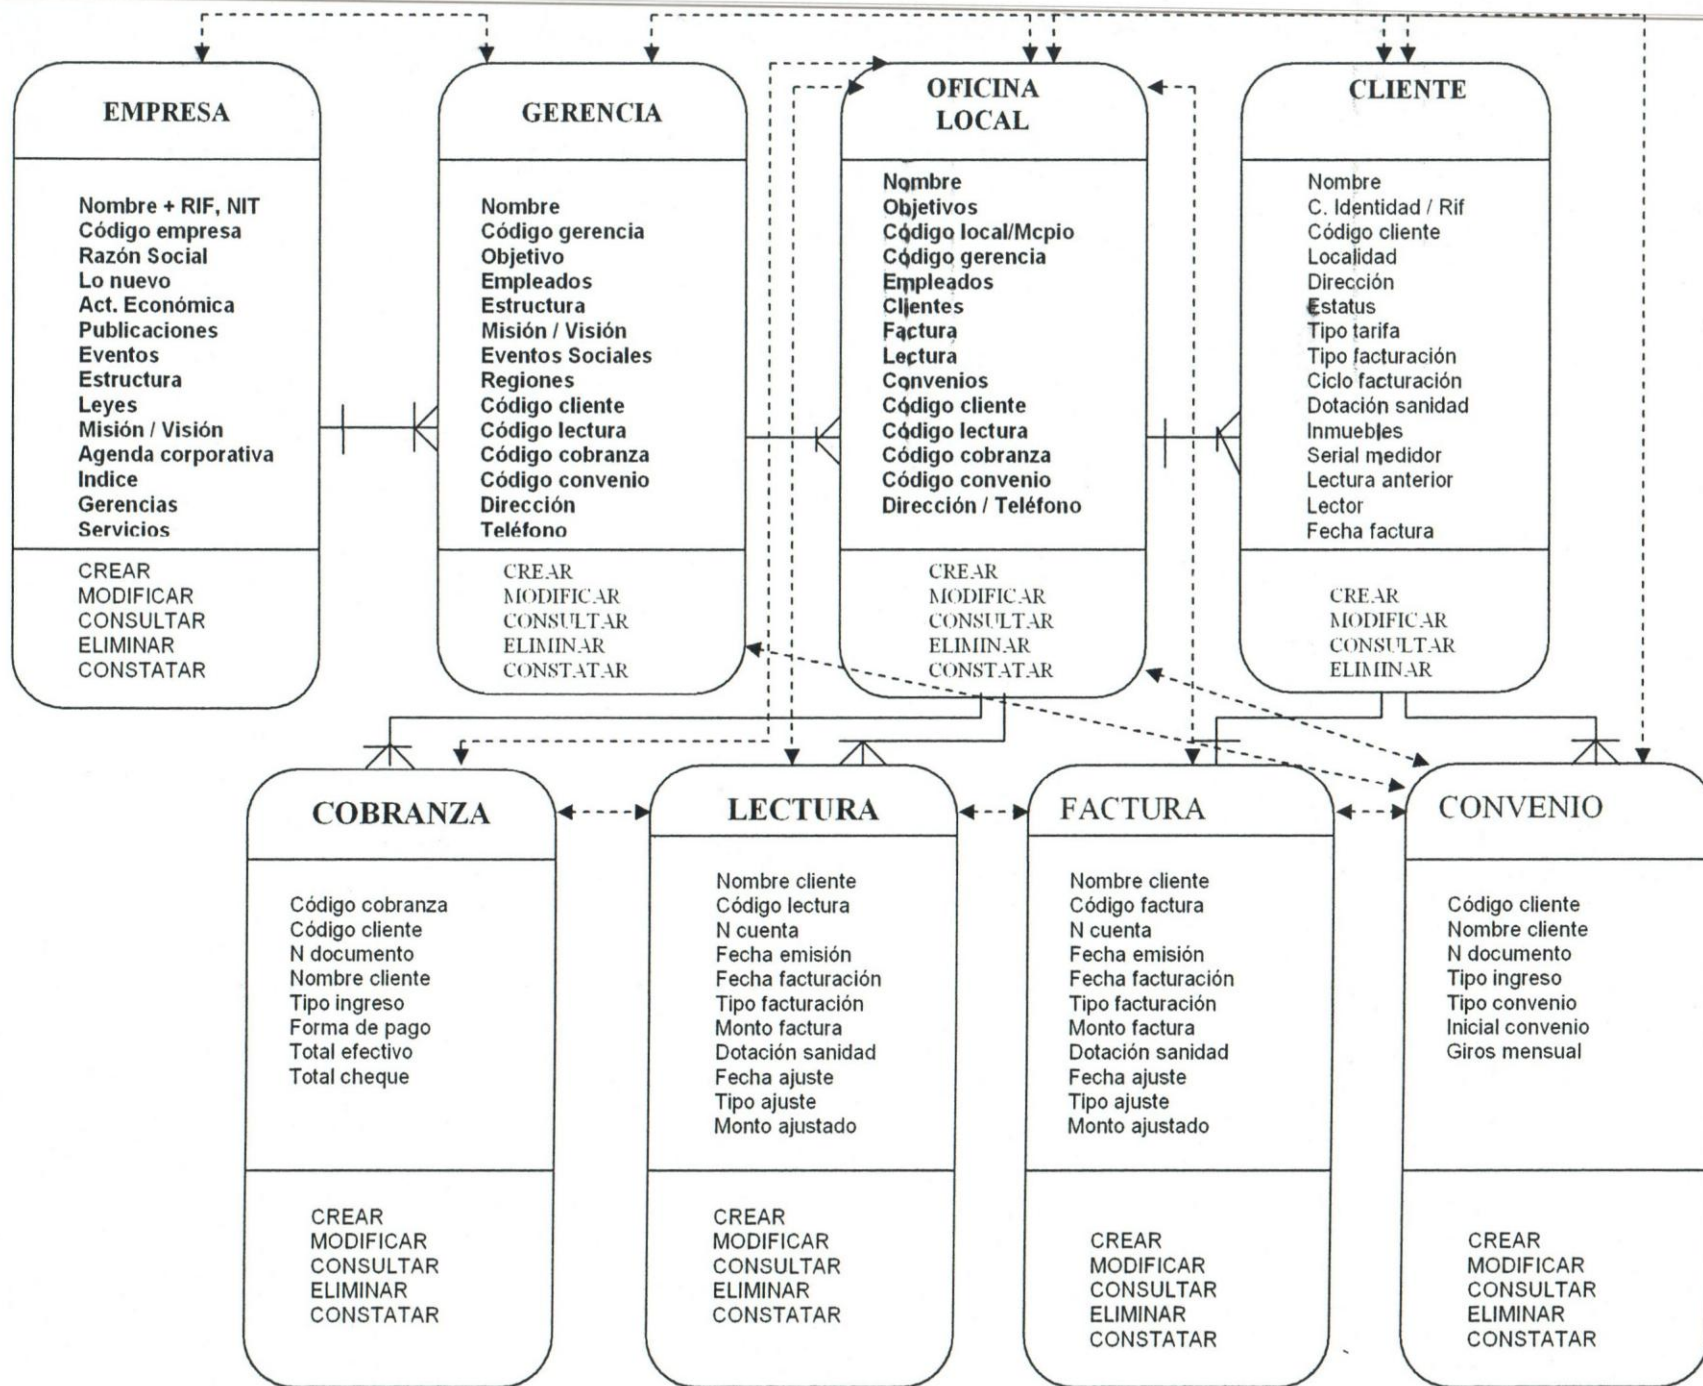 EMPRESA
Nombre + RIF, NIT
Código empresa
Razón Social
Lo nuevo
Act. Económica
Publicaciones
Eventos
Estructura
Leyes
Misión / Visión
Agenda corporativa
Indice
Gerencias
Servicios
CREAR
MODIFICAR
CONSULTAR
ELIMINAR
CONSTATAR
GERENCIA
Nombre
Código gerencia
Objetivo
Empleados
Estructura
Misión / Visión
Eventos Sociales
Regiones
Código cliente
Código lectura
Código cobranza
Código convenio
Dirección
Teléfono
CREAR
MODIFICAR
CONSULTAR
ELIMINAR
CONSTATAR
OFICINA
LOCAL
Nombre
Objetivos
Código local/Mcpio
Código gerencia
Empleados
Clientes
Factura
Lectura
Convenios
Código cliente
Código lectura
Código cobranza
Código convenio
Dirección / Teléfono
CREAR
MODIFICAR
CONSULTAR
ELIMINAR
CONSTATAR
CLIENTE
Nombre
C. Identidad / Rif
Código cliente
Localidad
Dirección
Estatus
Tipo tarifa
Tipo facturación
Ciclo facturación
Dotación sanidad
Inmuebles
Serial medidor
Lectura anterior
Lector
Fecha factura
CREAR
MODIFICAR
CONSULTAR
ELIMINAR
COBRANZA
Código cobranza
Código cliente
N documento
Nombre cliente
Tipo ingreso
Forma de pago
Total efectivo
Total cheque
CREAR
MODIFICAR
CONSULTAR
ELIMINAR
CONSTATAR
LECTURA
Nombre cliente
Código lectura
N cuenta
Fecha emisión
Fecha facturación
Tipo facturación
Monto factura
Dotación sanidad
Fecha ajuste
Tipo ajuste
Monto ajustado
CREAR
MODIFICAR
CONSULTAR
ELIMINAR
CONSTATAR
FACTURA
Nombre cliente
Código factura
N cuenta
Fecha emisión
Fecha facturación
Tipo facturación
Monto factura
Dotación sanidad
Fecha ajuste
Tipo ajuste
Monto ajustado
CREAR
MODIFICAR
CONSULTAR
ELIMINAR
CONSTATAR
CONVENIO
Código cliente
Nombre cliente
N documento
Tipo ingreso
Tipo convenio
Inicial convenio
Giros mensual
CREAR
MODIFICAR
CONSULTAR
ELIMINAR
CONSTATAR